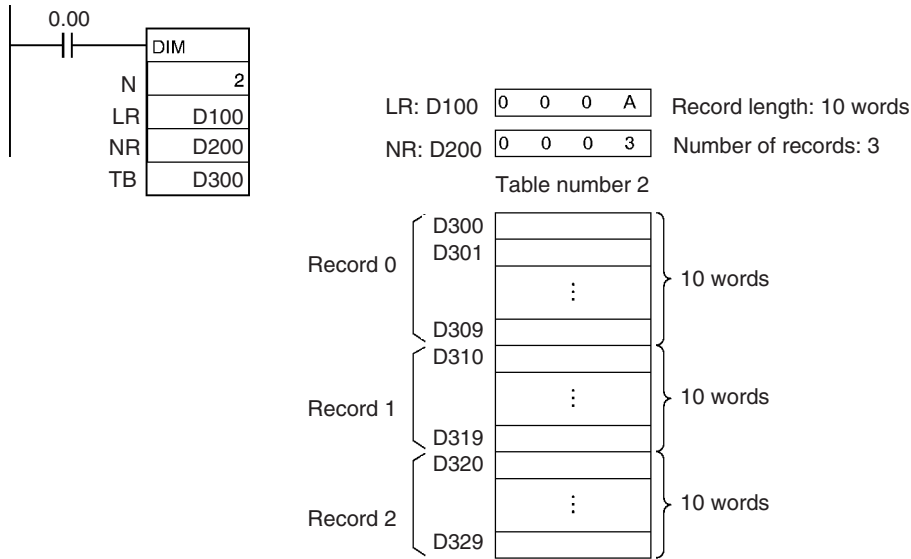 0.00
DIM
N 2
LR D100
NR D200
TB D300
LR: D100 0 0 0 A Record length: 10 words
NR: D200 0 0 0 3 Number of records: 3
Table number 2
D300
D301
Record 0
10 words
D309
D310
Record 1
10 words
D319
D320
Record 2
10 words
D329